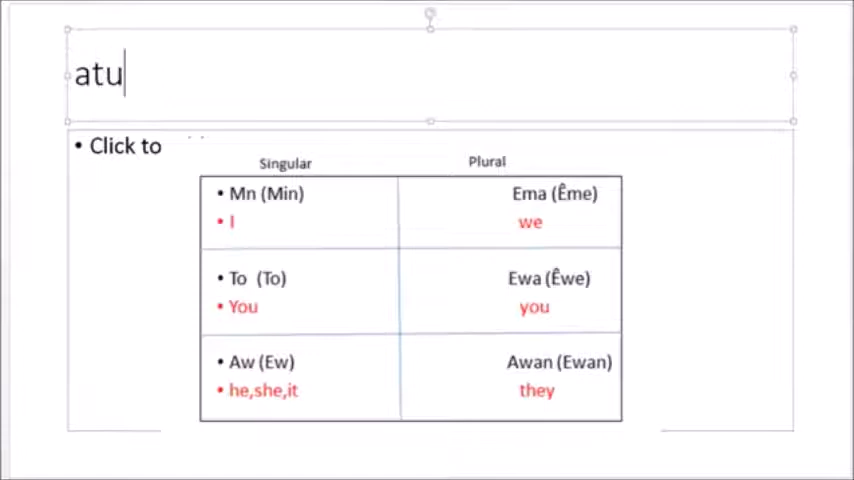 atu
• Click to
Singular Plural
• Mn (Min) Ema (Ême)
• I we
• To (To) Ewa (Êwe)
• You you
• Aw (Ew) Awan (Ewan)
• he,she,it they